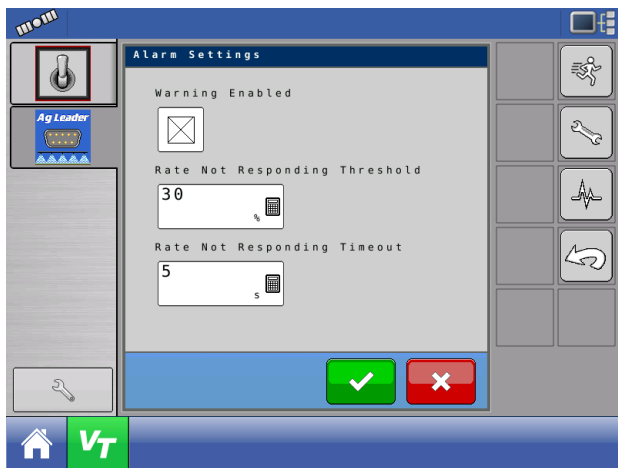 Alarm Settings
Warning Enabled
Ag Leader
Rate Not Responding Threshold
30
%
Rate Not Responding Timeout
5
s
VT